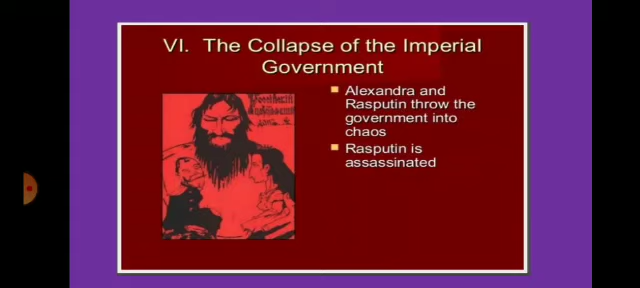 VI. The Collapse of the Imperial
Government
Alexandra and
Rasputin throw the
government into
chaos
Rasputin is
assassinated